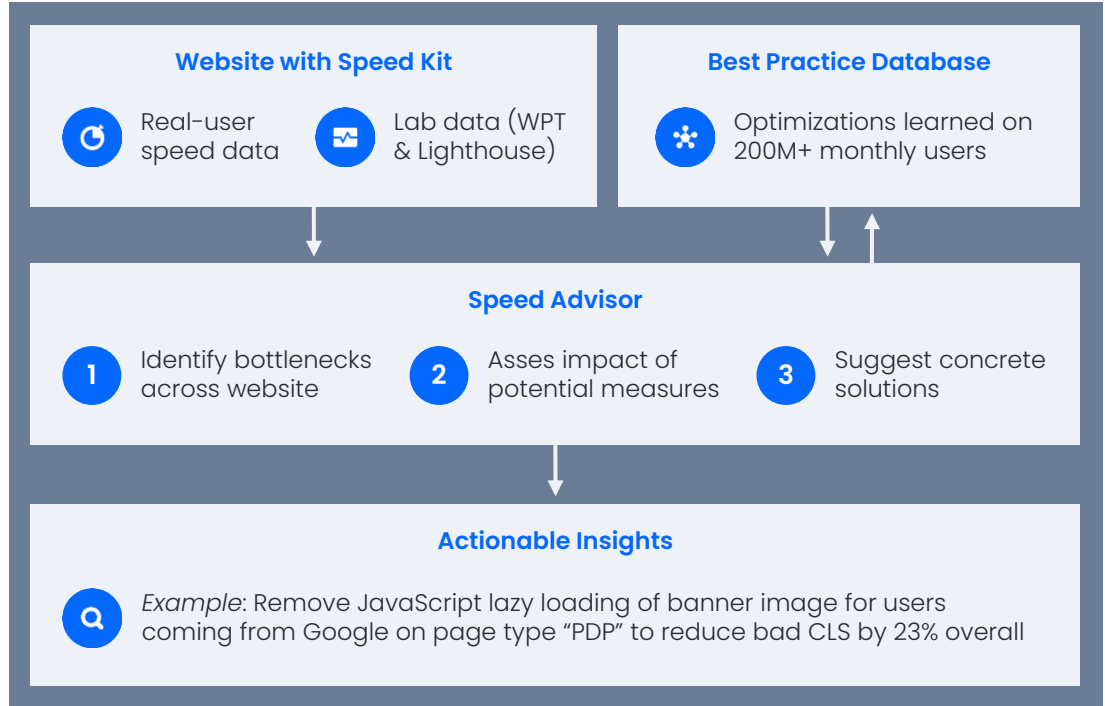 Website with Speed Kit
Real-user
speed data
Lab data (WPT
& Lighthouse)
Best Practice Database
Optimizations learned on
200M+ monthly users
Speed Advisor
1
Identify bottlenecks
across website
2
Asses impact of
potential measures
3
Suggest concrete
solutions
Actionable Insights
Example: Remove JavaScript lazy loading of banner image for users
coming from Google on page type “PDP” to reduce bad CLS by 23% overall